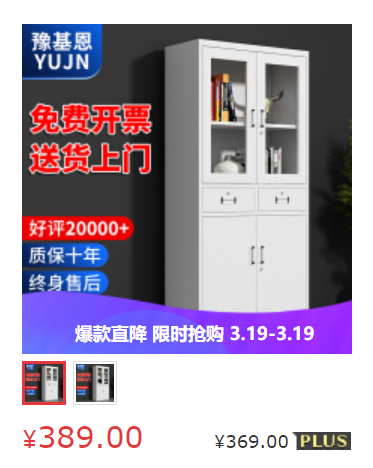 豫基恩
YUJN
免费开票
送货上门
好评20000+
质保十年
终身售后
爆款直降 限时抢购 3.19-3.19
¥389.00
¥369.00 PLUS